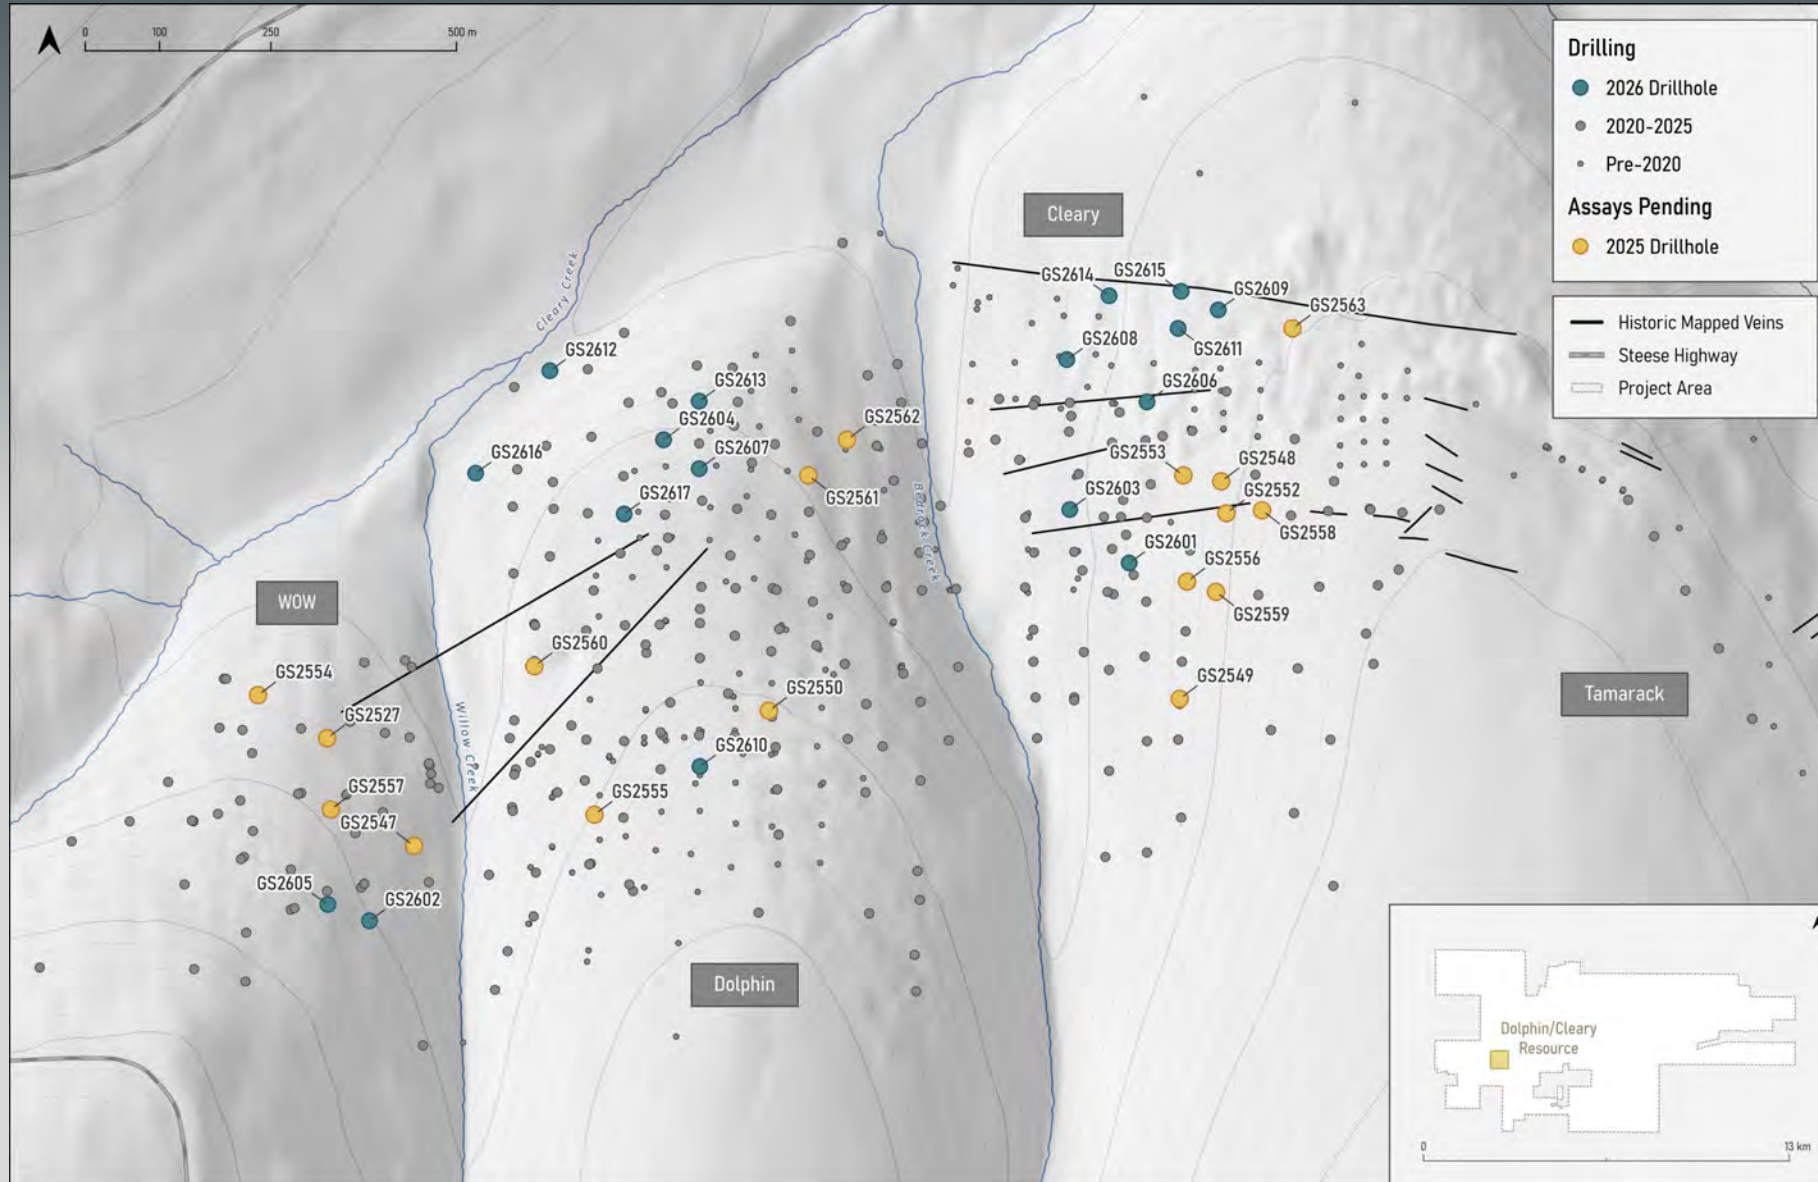 0 100 250 500 m
Drilling
2026 Drillhole
2020-2025
Pre-2020
Assays Pending
2025 Drillhole
Historic Mapped Veins
Steese Highway
Project Area
Cleary
Cleary Creek
GS2614
GS2615
GS2609
GS2563
GS2608
GS2611
GS2612
GS2613
GS2606
GS2604
GS2562
GS2616
GS2607
GS2553
GS2548
GS2617
GS2561
GS2603
GS2552
Bedrock Creek
GS2558
GS2601
GS2556
GS2559
WOW
GS2560
GS2554
GS2550
GS2549
Tamarack
GS2527
Willow Creek
GS2610
GS2557
GS2555
GS2547
GS2605
GS2602
Dolphin
Dolphin/Cleary
Resource
0 13 km